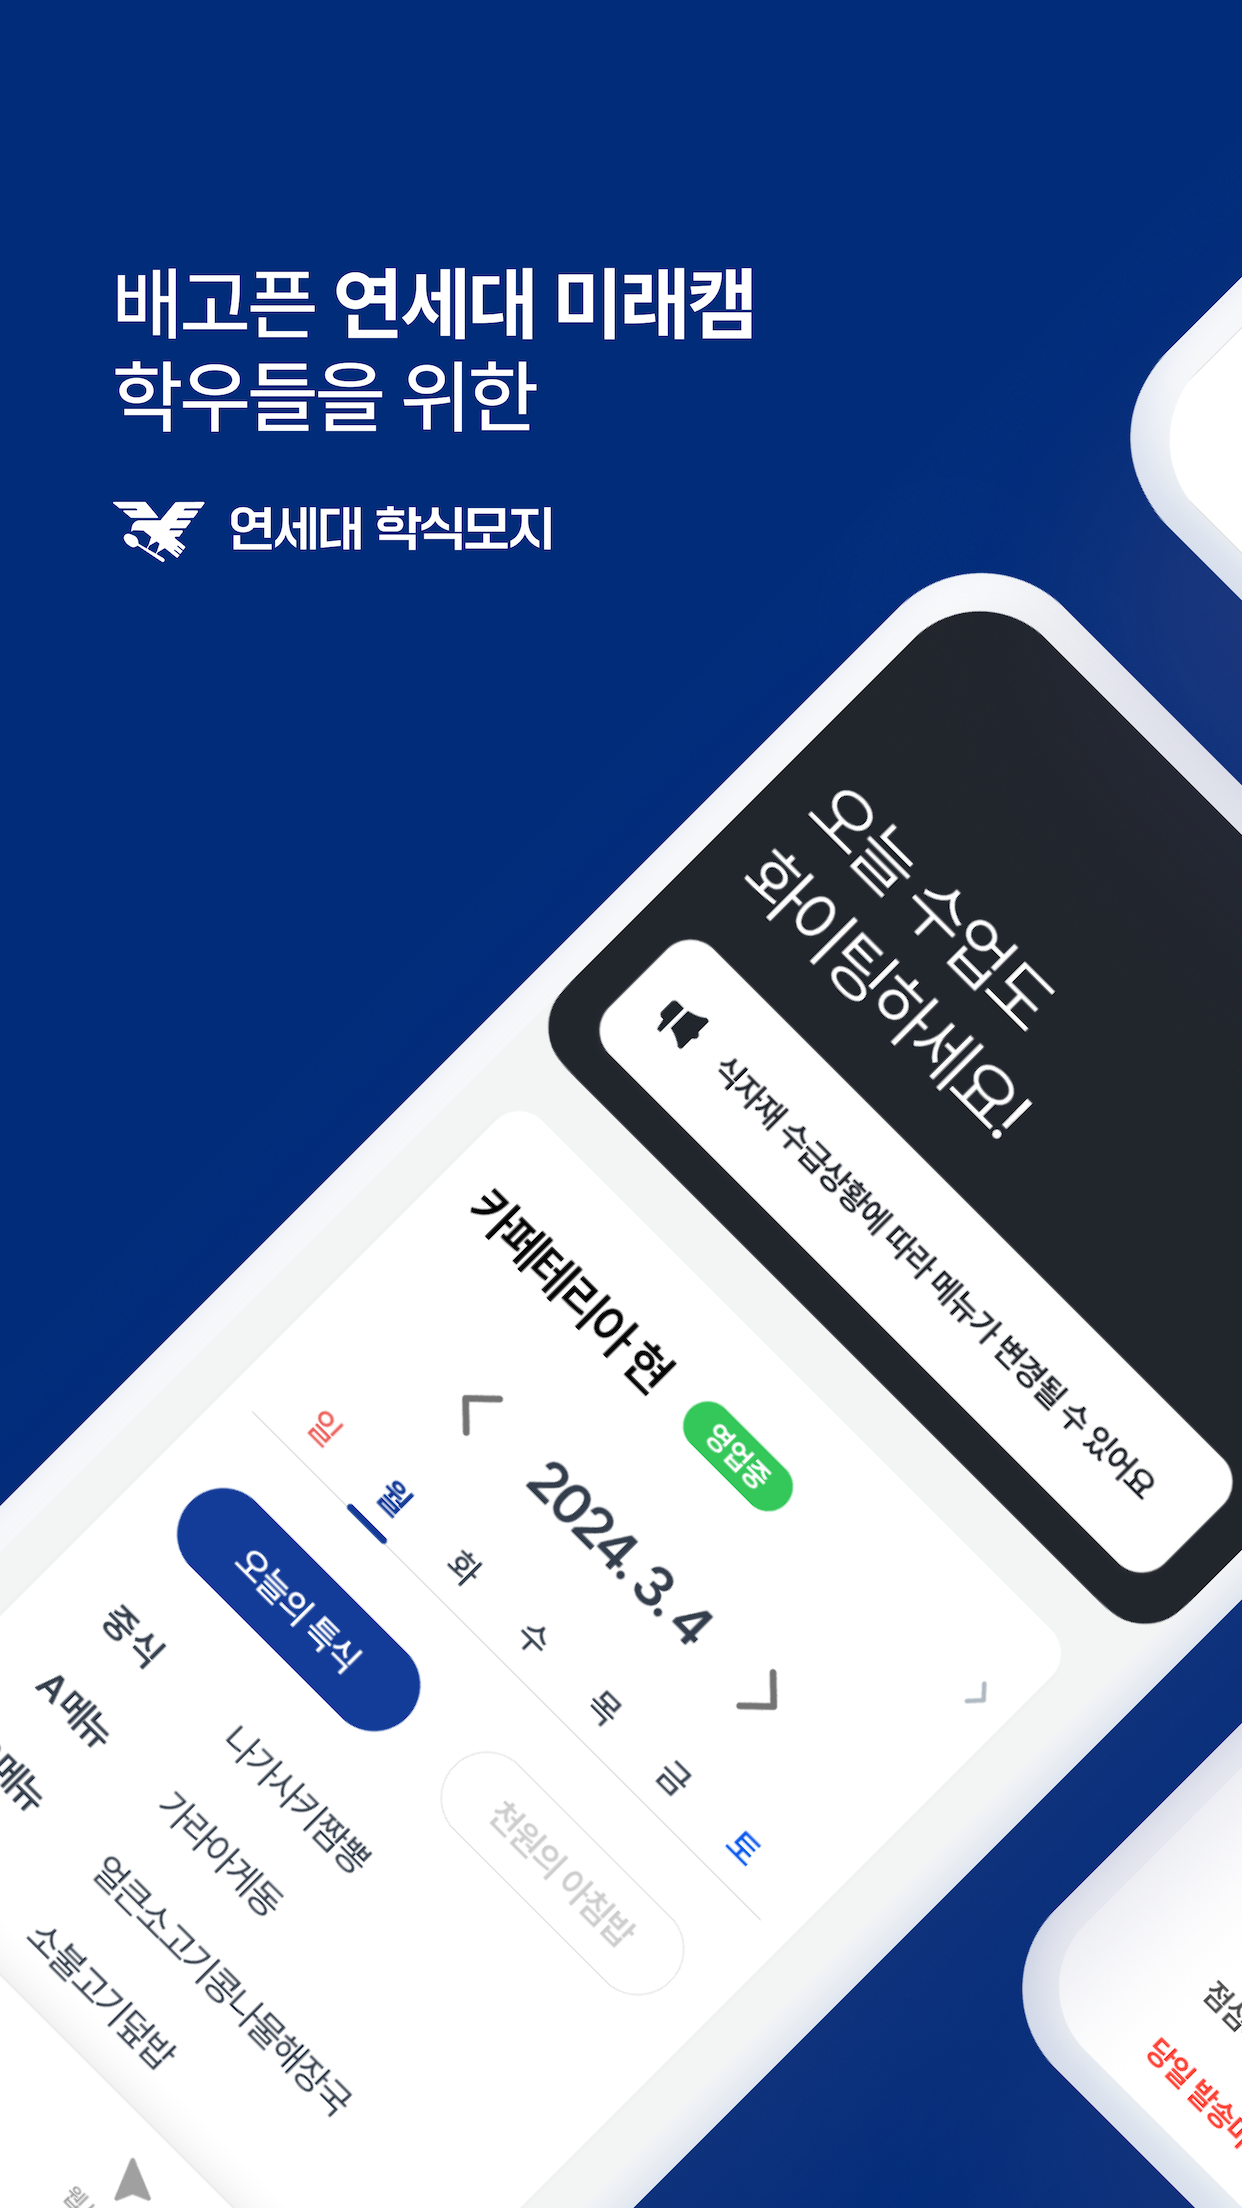 배고픈 연세대 미래캠
학우들을 위한
연세대 학식모지
오늘 수업도
화이팅하세요!
식자재 수급상황에 따라 메뉴가 변경될 수 있어요
카페테리아 현 영업중
2024. 3. 4
일 월 화 수 목 금 토
오늘의 특식 천원의 아침밥
중식
A 메뉴
나가사키짬뽕
가라아게동
메뉴
얼큰소고기콩나물해장국
소불고기덮밥
당일 발송